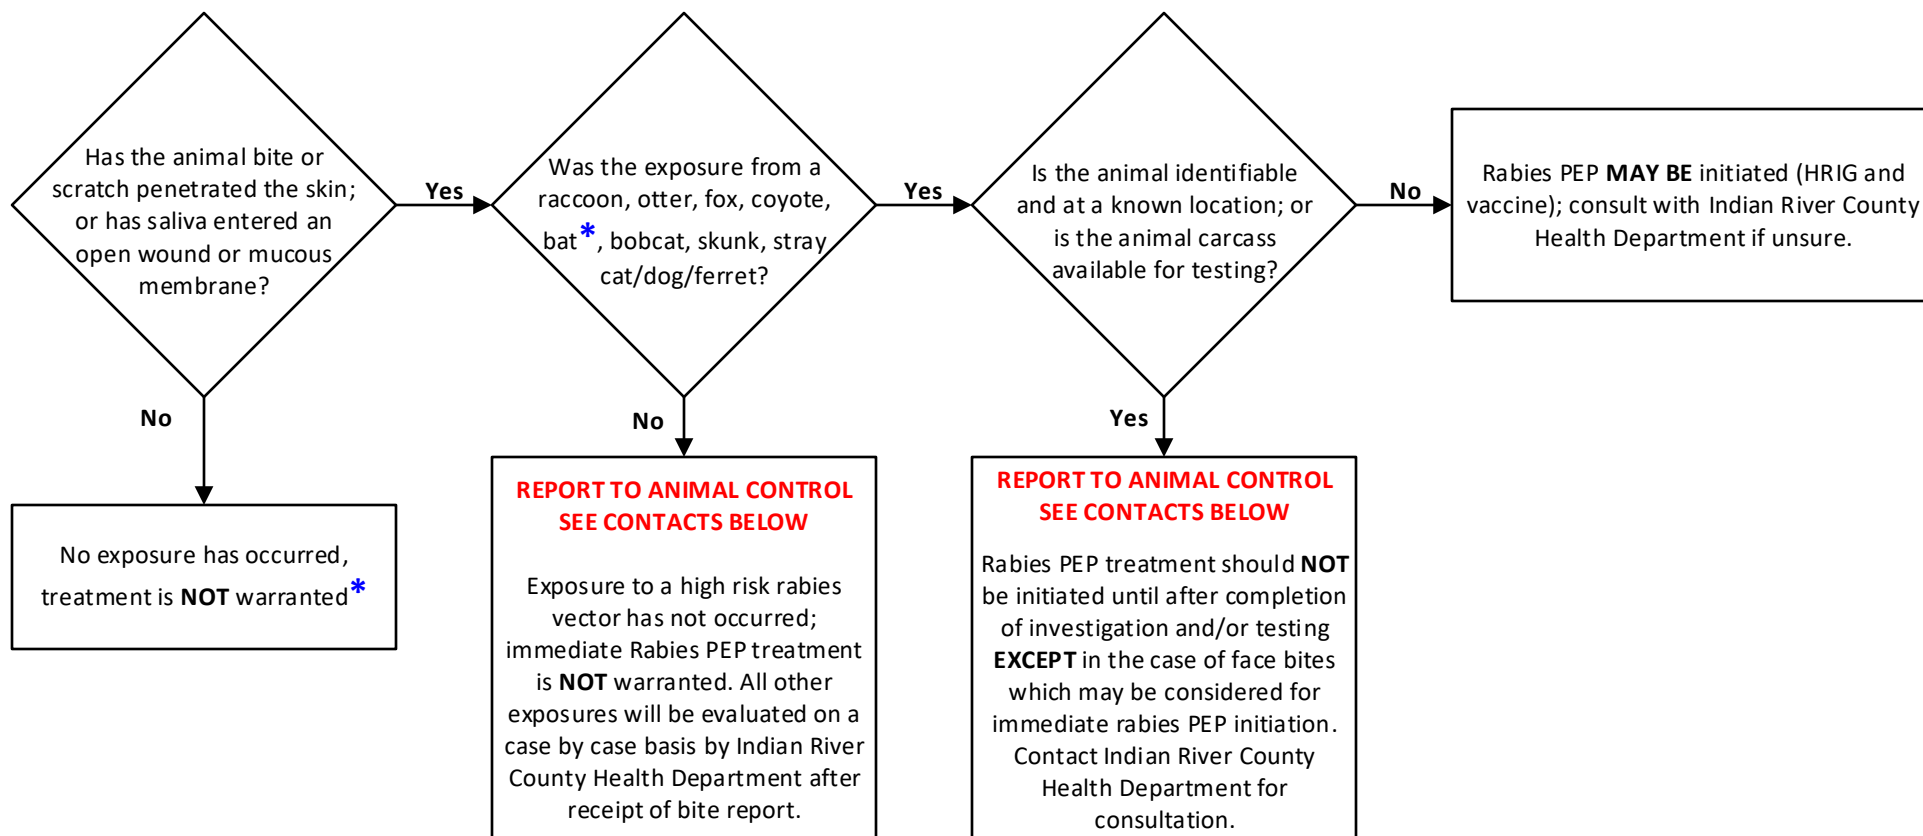 Has the animal bite or
scratch penetrated the skin;
or has saliva entered an
open wound or mucous
membrane?
Yes
No
No exposure has occurred,
treatment is NOT warranted*
Was the exposure from a
raccoon, otter, fox, coyote,
bat*, bobcat, skunk, stray
cat/dog/ferret?
Yes
No
REPORT TO ANIMAL CONTROL
SEE CONTACTS BELOW
Exposure to a high risk rabies
vector has not occurred;
immediate Rabies PEP treatment
is NOT warranted. All other
exposures will be evaluated on a
case by case basis by Indian River
County Health Department after
receipt of bite report.
Is the animal identifiable
and at a known location; or
is the animal carcass
available for testing?
No
Yes
REPORT TO ANIMAL CONTROL
SEE CONTACTS BELOW
Rabies PEP treatment should NOT
be initiated until after completion
of investigation and/or testing
EXCEPT in the case of face bites
which may be considered for
immediate rabies PEP initiation.
Contact Indian River County
Health Department for
consultation.
Rabies PEP MAY BE initiated (HRIG and
vaccine); consult with Indian River County
Health Department if unsure.